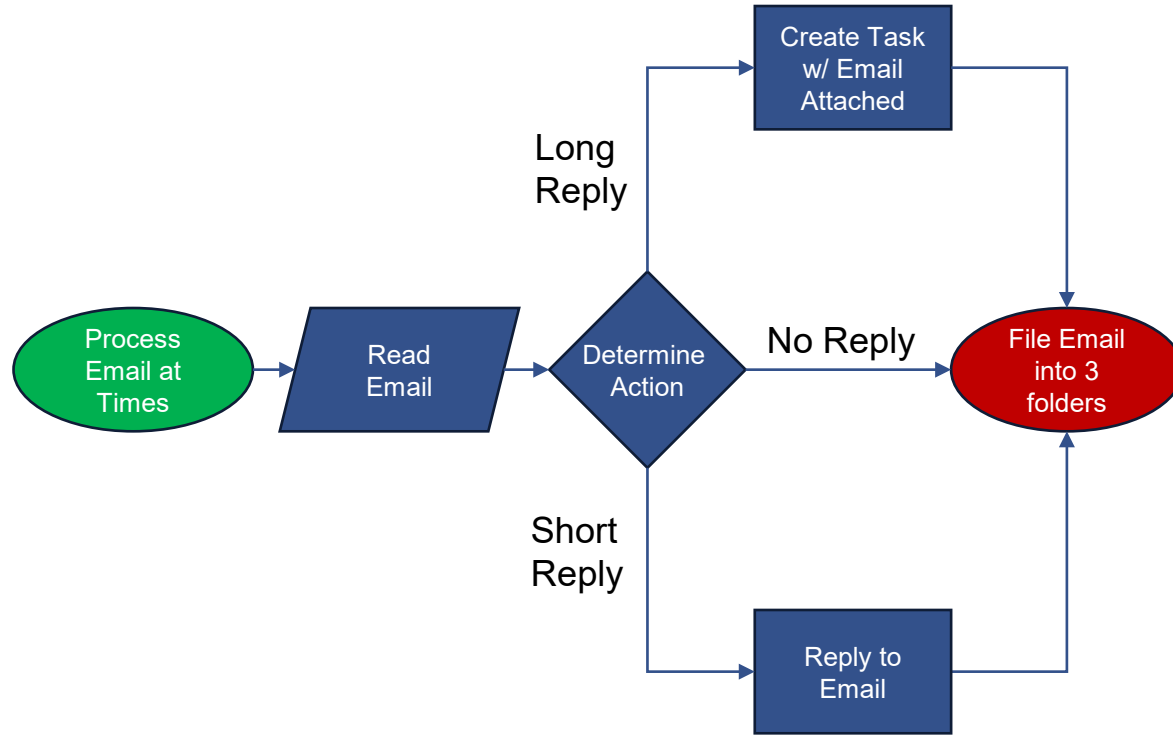 Create Task
w/ Email
Attached
Long
Reply
Process
Email at
Times
Read
Email
Determine
Action
No Reply
File Email
into 3
folders
Short
Reply
Reply to
Email